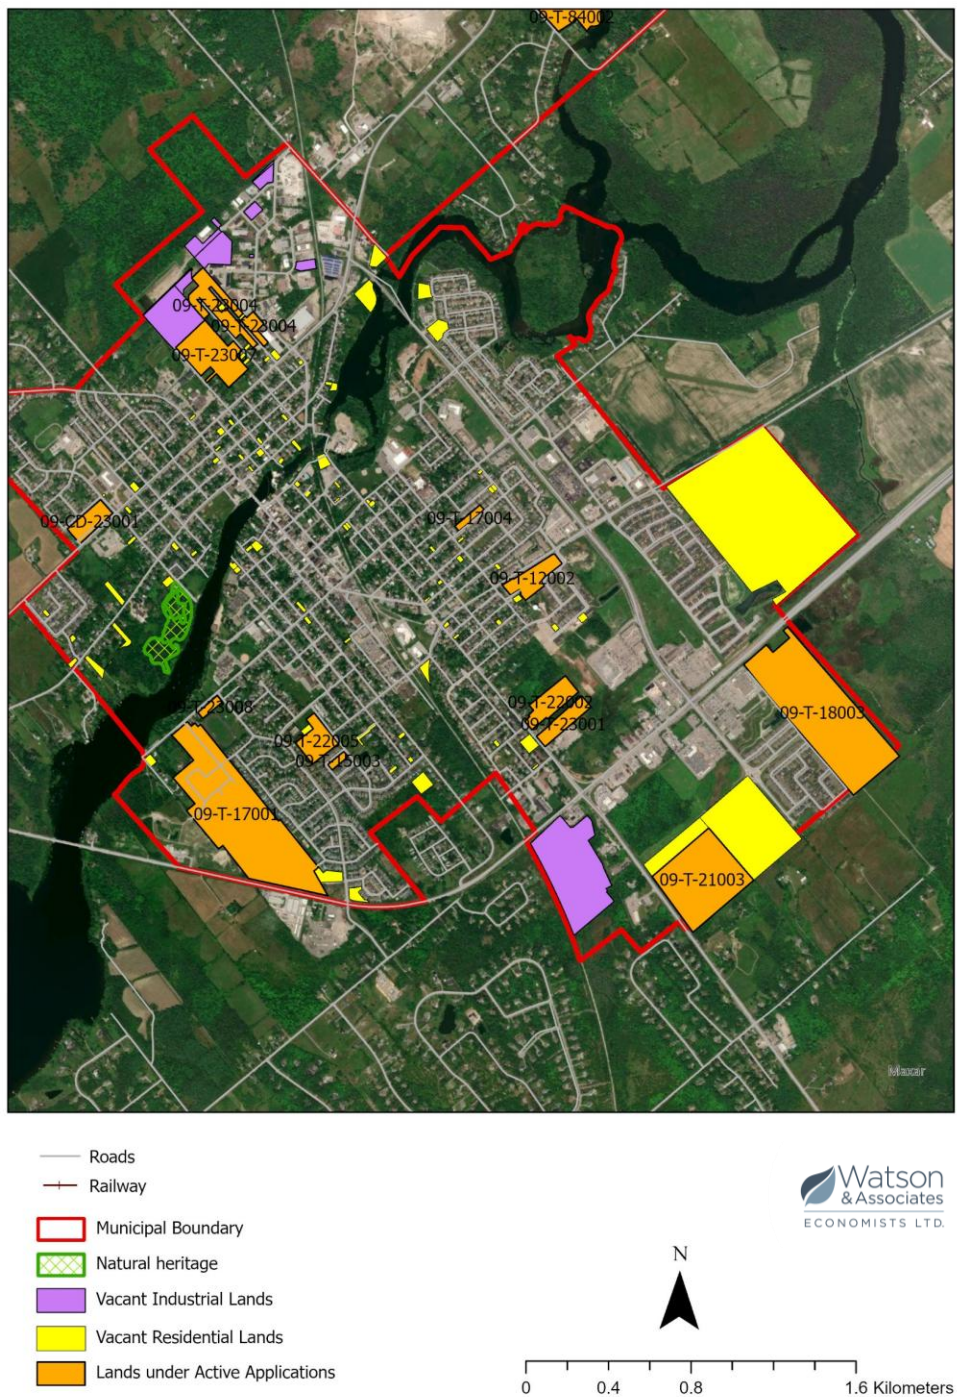 09-T-84002
09-T-23004
09-T-23004
09-T-23007
09-CD-23001
09-T-17004
09-T-12002
09-T-22002
09-T-23001
09-T-23008
09-T-18003
09-T-22005
09-T-15003
09-T-17001
09-T-21003
Maxar
Roads
Railway
Municipal Boundary
Natural heritage
Vacant Industrial Lands
Vacant Residential Lands
Lands under Active Applications
Watson
& Associates
ECONOMISTS LTD.
N
0 0.4 0.8 1.6 Kilometers